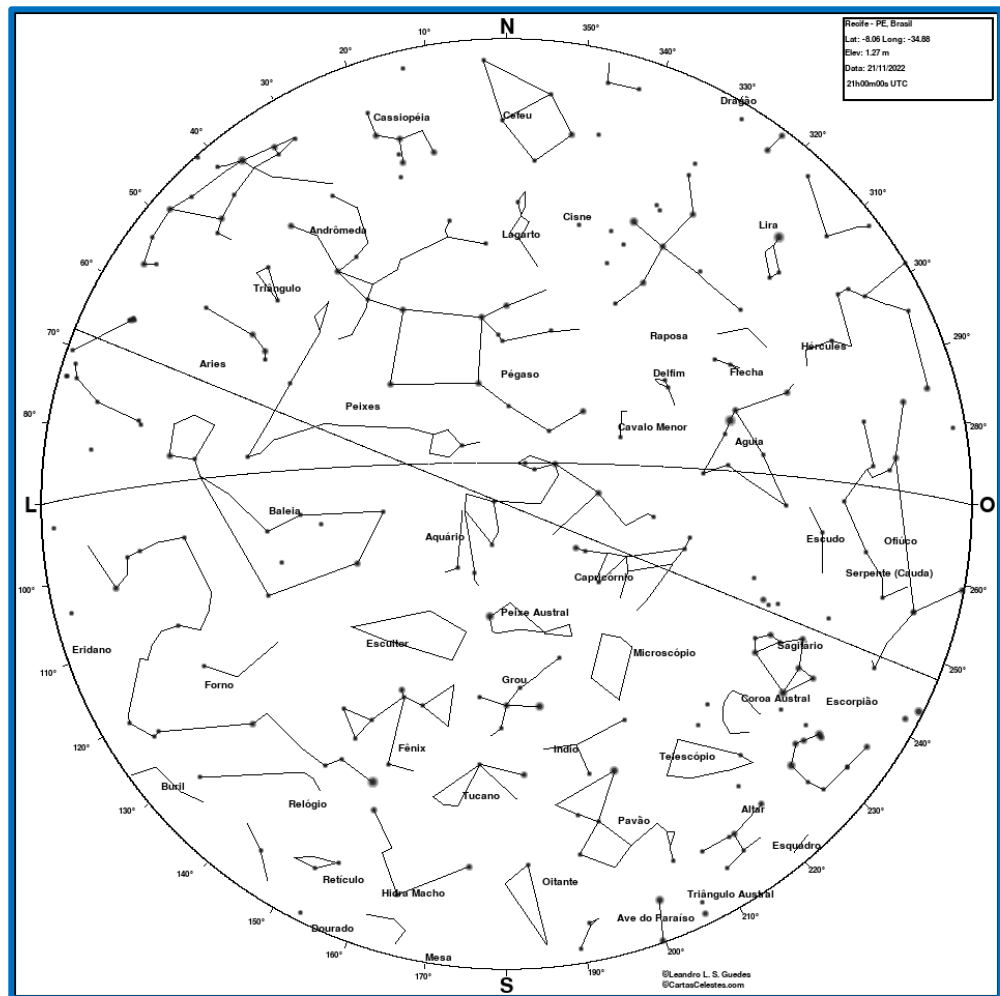 N
Recife - PE, Brasil
Lat: -8.06 Long: -34.88
Elev: 1.27 m
Data: 21/11/2022
21h00m00s UTC
10°
350°
20°
340°
30°
330°
Dragão
Cassiopéia
Cefeu
40°
320°
50°
310°
Cisne
Lira
Andrômeda
Lagarto
60°
300°
Triângulo
70°
290°
Raposa
Hércules
Aries
Pégaso
Delfim
Flecha
Peixes
80°
280°
Cavalo Menor
Aguia
L
O
Baleia
Aquário
Escudo
Ofiúco
Capricornio
Serpente (Cauda)
100°
260°
Peixe Austral
Eridano
Escultor
Microscópio
Sagitário
110°
250°
Forno
Grou
Coroa Austral
Escorpião
120°
240°
Fênix
Indio
Telescópio
Buril
Relógio
Tucano
130°
230°
Altar
Pavão
Esquadro
140°
220°
Retículo
Hidra Macho
Oitante
Triângulo Austral
150°
210°
Dourado
Ave do Paraíso
160°
200°
Mesa
170°
190°
S
©Leandro L. S. Guedes
©CartasCelestes.com